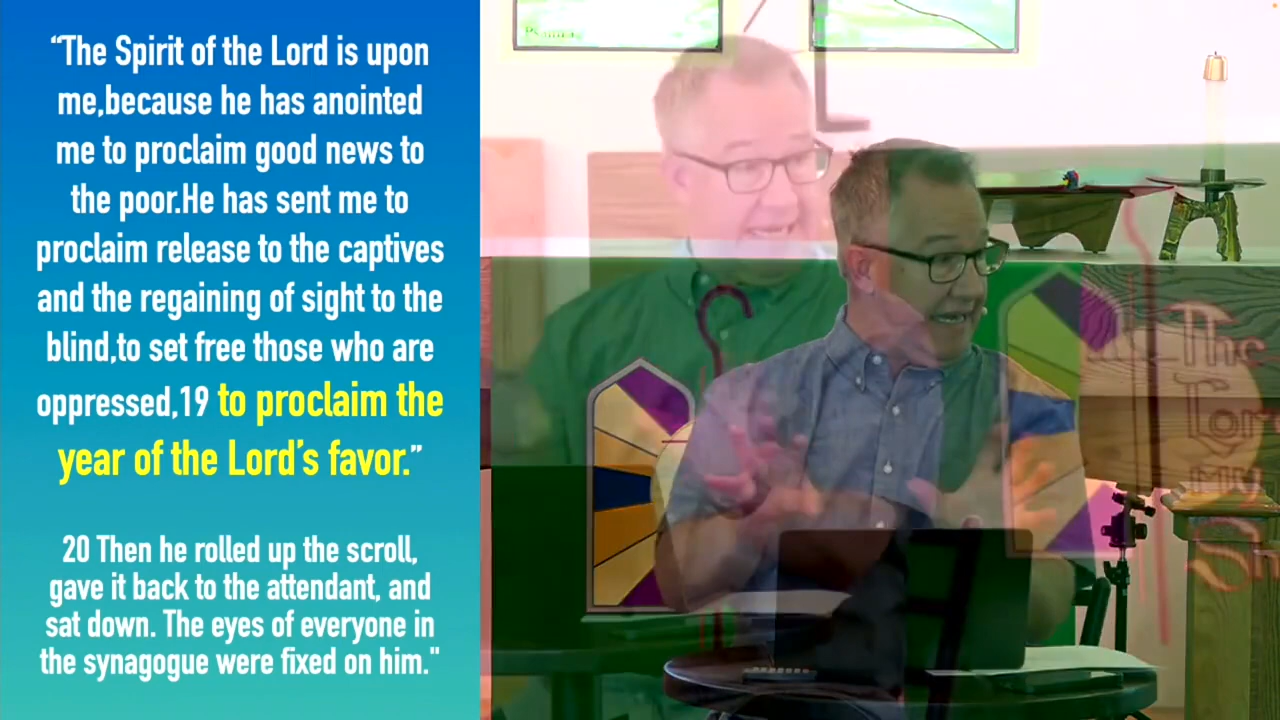 “The Spirit of the Lord is upon
me,because he has anointed
me to proclaim good news to
the poor.He has sent me to
proclaim release to the captives
and the regaining of sight to the
blind,to set free those who are
oppressed,19 to proclaim the
year of the Lord’s favor.”
20 Then he rolled up the scroll,
gave it back to the attendant, and
sat down. The eyes of everyone in
the synagogue were fixed on him."
The